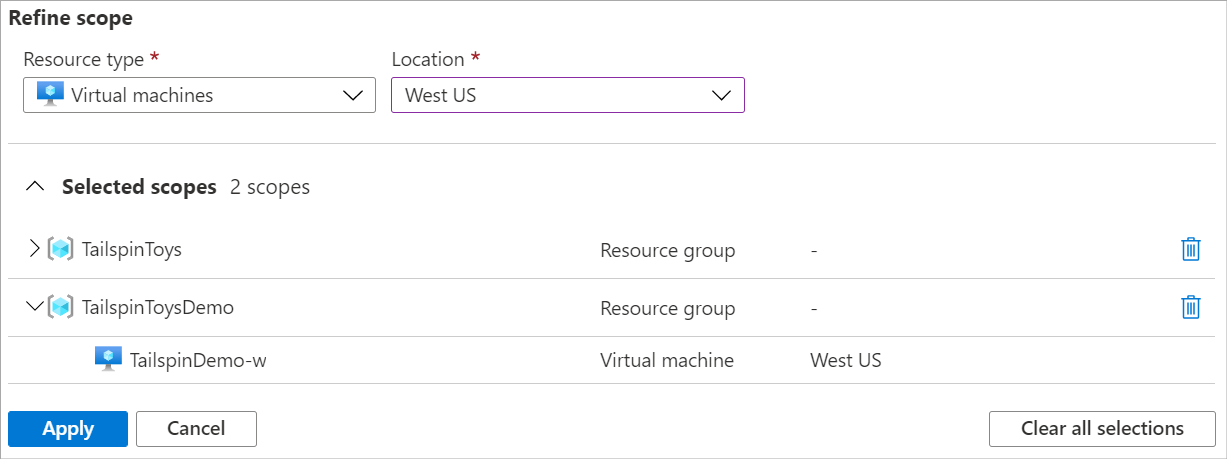 Refine scope
Resource type * Location *
Virtual machines West US
Selected scopes 2 scopes
TailspinToys Resource group -
TailspinToysDemo Resource group -
TailspinDemo-w Virtual machine West US
Apply Cancel Clear all selections